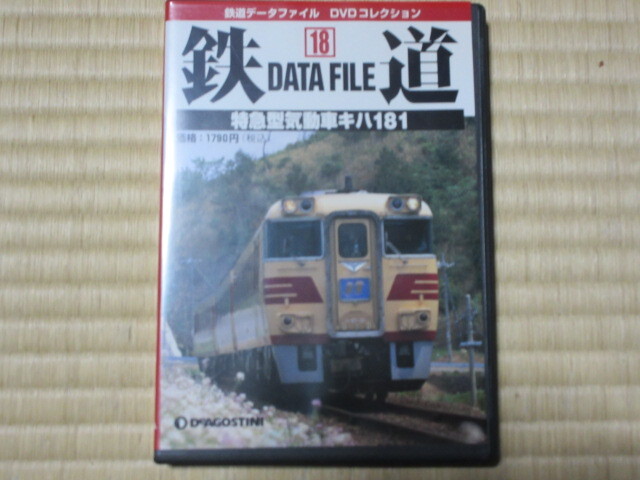 鉄道データファイル DVDコレクション
18
鉄 DATA FILE 道
特急型気動車キハ181
価格：1790円（税込）
DeAGOSTINI